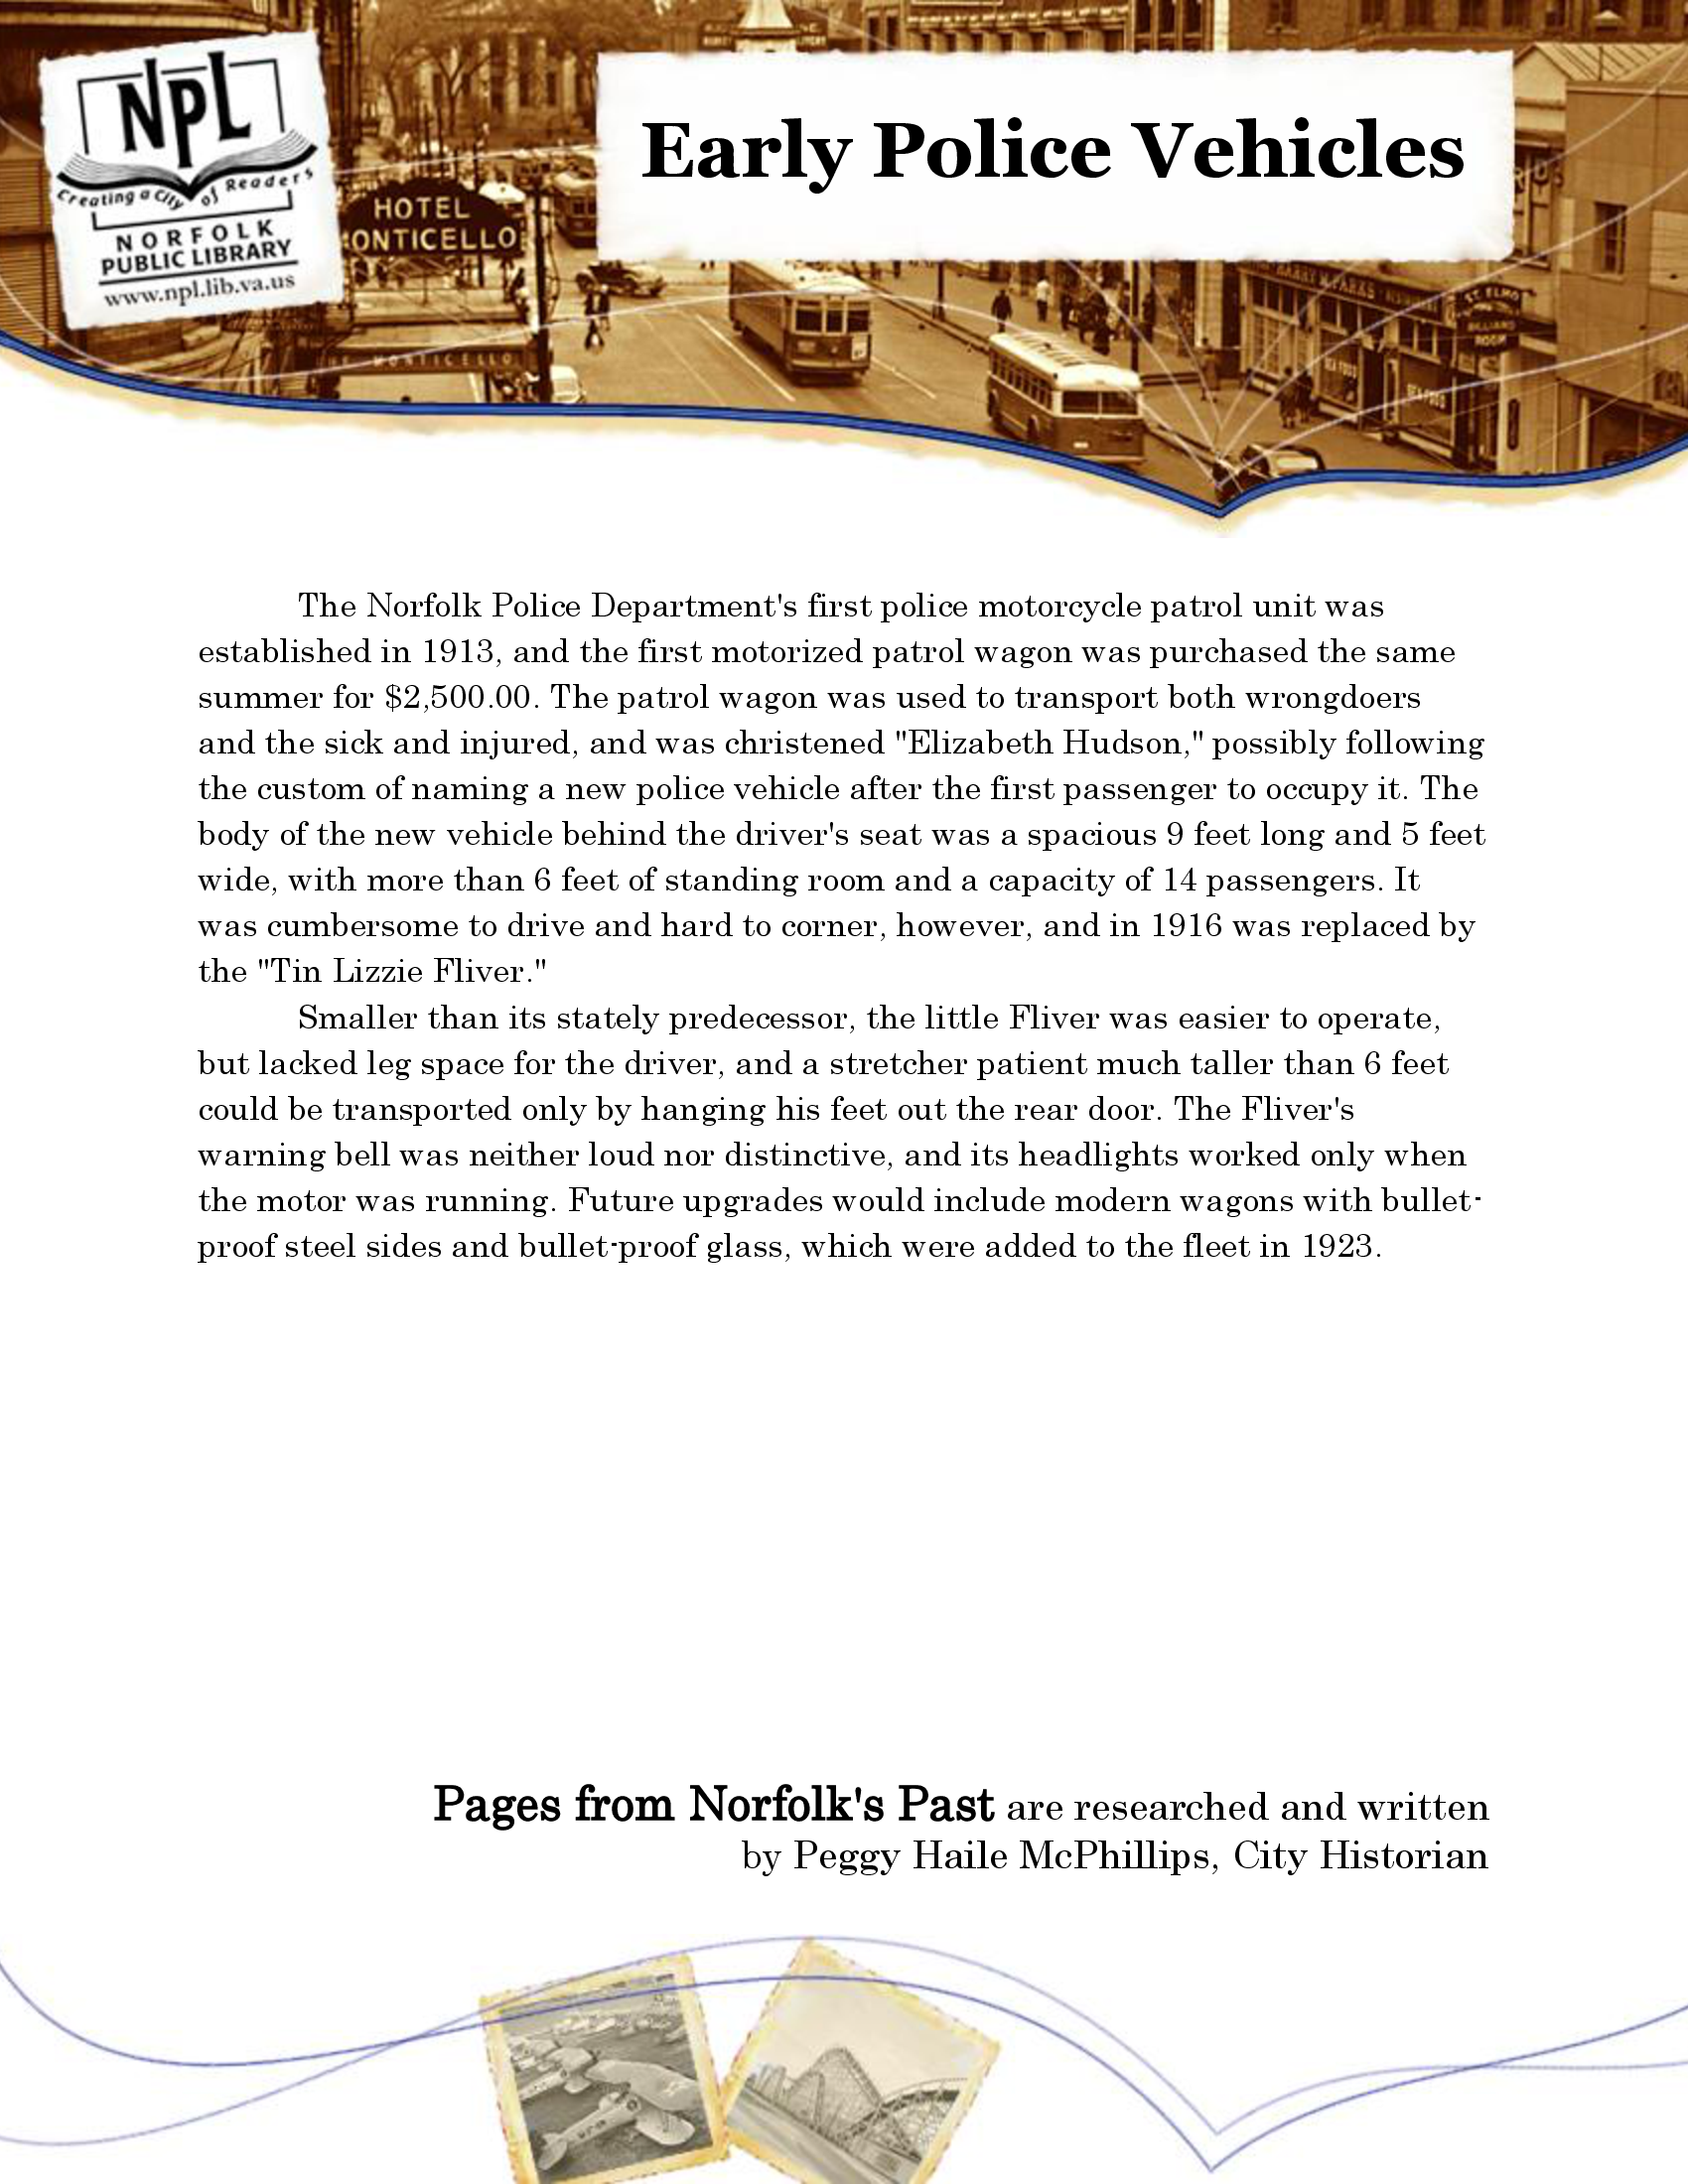 NPL
Creating a City of Readers
NORFOLK
PUBLIC LIBRARY
www.npl.lib.va.us
Early Police Vehicles
HOTEL
ONTICELLO
MONTICELLO
ST. ELMO
BILLIARD
ROOM
SEA FOOD
SEA FOOD
The Norfolk Police Department's first police motorcycle patrol unit was
established in 1913, and the first motorized patrol wagon was purchased the same
summer for $2,500.00. The patrol wagon was used to transport both wrongdoers
and the sick and injured, and was christened "Elizabeth Hudson," possibly following
the custom of naming a new police vehicle after the first passenger to occupy it. The
body of the new vehicle behind the driver's seat was a spacious 9 feet long and 5 feet
wide, with more than 6 feet of standing room and a capacity of 14 passengers. It
was cumbersome to drive and hard to corner, however, and in 1916 was replaced by
the "Tin Lizzie Fliver."
Smaller than its stately predecessor, the little Fliver was easier to operate,
but lacked leg space for the driver, and a stretcher patient much taller than 6 feet
could be transported only by hanging his feet out the rear door. The Fliver's
warning bell was neither loud nor distinctive, and its headlights worked only when
the motor was running. Future upgrades would include modern wagons with bullet-
proof steel sides and bullet-proof glass, which were added to the fleet in 1923.
Pages from Norfolk's Past are researched and written
by Peggy Haile McPhillips, City Historian